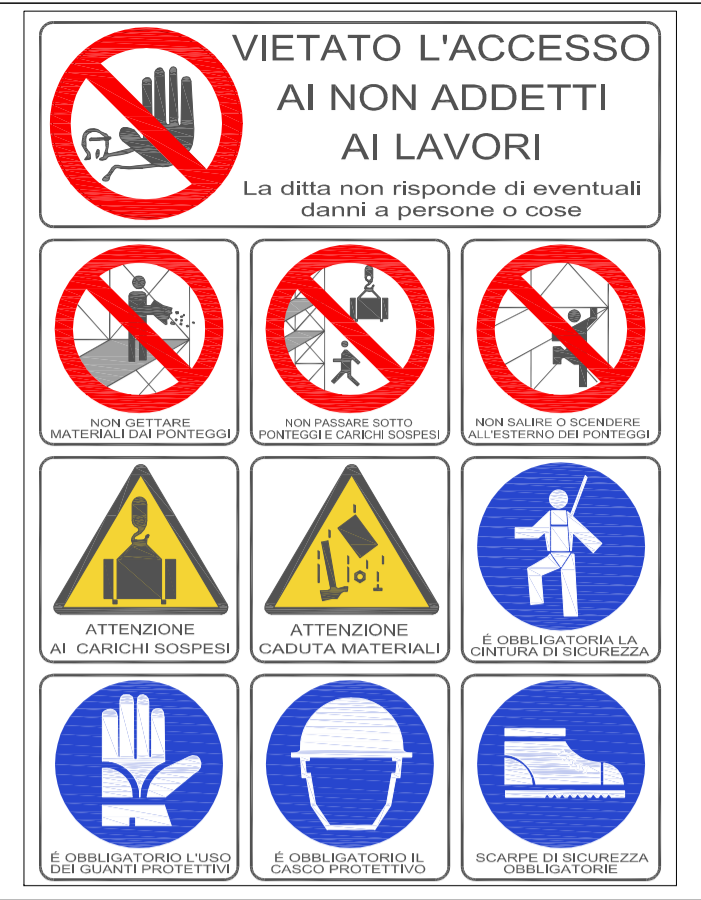 VIETATO L'ACCESSO
AI NON ADDETTI
AI LAVORI
La ditta non risponde di eventuali
danni a persone o cose
NON GETTARE
MATERIALI DAI PONTEGGI
NON PASSARE SOTTO
PONTEGGI E CARICHI SOSPESI
NON SALIRE O SCENDERE
ALL'ESTERNO DEI PONTEGGI
ATTENZIONE
AI CARICHI SOSPESI
ATTENZIONE
CADUTA MATERIALI
É OBBLIGATORIA LA
CINTURA DI SICUREZZA
É OBBLIGATORIO L'USO
DEI GUANTI PROTETTIVI
É OBBLIGATORIO IL
CASCO PROTETTIVO
SCARPE DI SICUREZZA
OBBLIGATORIE